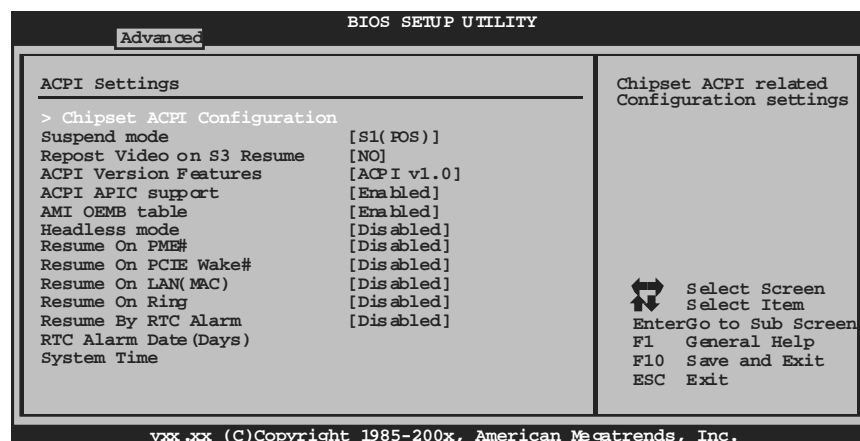 BIOS SETUP UTILITY
Advanced
ACPI Settings
> Chipset ACPI Configuration
Suspend mode [S1(POS)]
Repost Video on S3 Resume [NO]
ACPI Version Features [ACPI v1.0]
ACPI APIC support [Enabled]
AMI OEMB table [Enabled]
Headless mode [Disabled]
Resume On PME# [Disabled]
Resume On PCIE Wake# [Disabled]
Resume On LAN(MAC) [Disabled]
Resume On Ring [Disabled]
Resume By RTC Alarm [Disabled]
RTC Alarm Date(Days)
System Time
Chipset ACPI related
Configuration settings
Select Screen
Select Item
EnterGo to Sub Screen
F1 General Help
F10 Save and Exit
ESC Exit
vxx.xx (C)Copyright 1985-200x, American Megatrends, Inc.